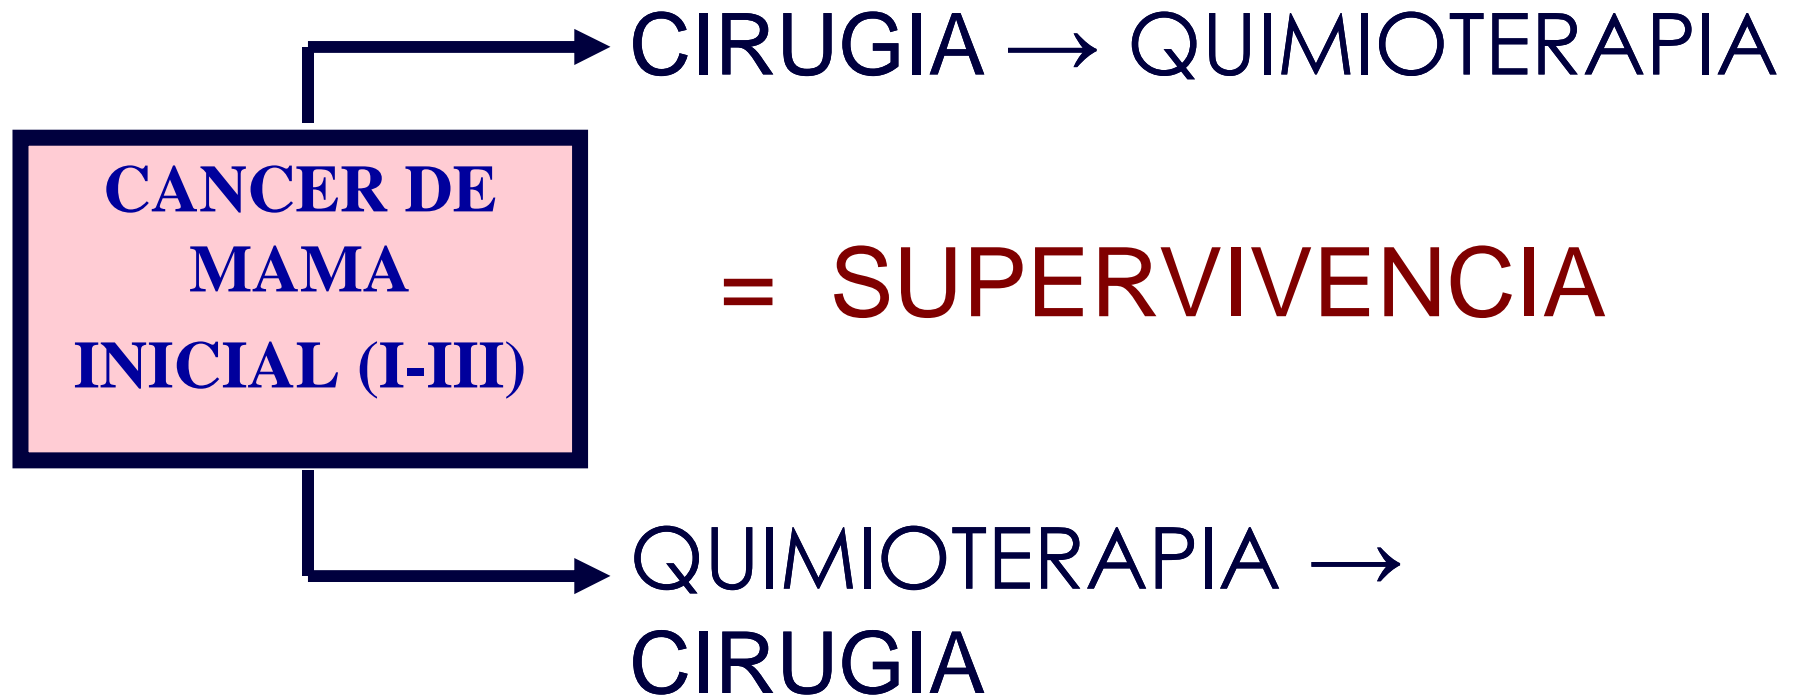 CIRUGIA → QUIMIOTERAPIA
CANCER DE
MAMA
INICIAL (I-III)
= SUPERVIVENCIA
QUIMIOTERAPIA →
CIRUGIA